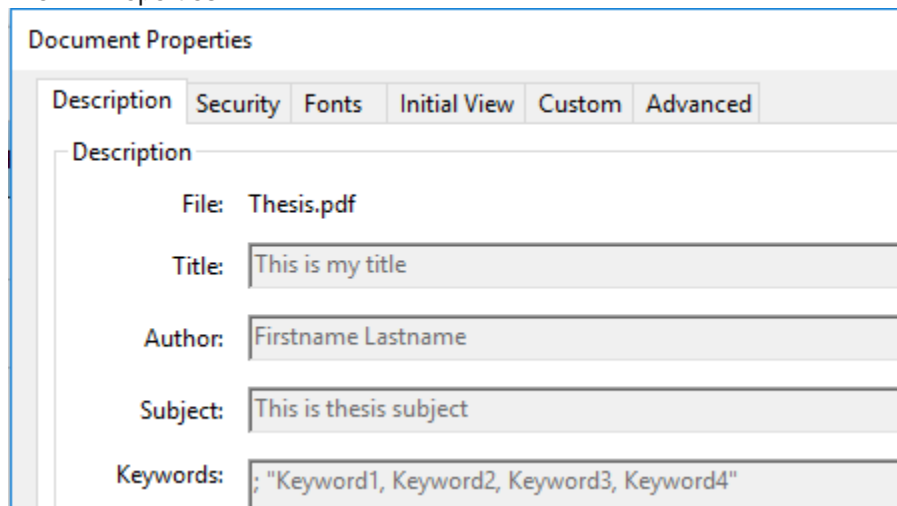 Document Properties
Description Security Fonts Initial View Custom Advanced
Description
File: Thesis.pdf
Title: This is my title
Author: Firstname Lastname
Subject: This is thesis subject
Keywords: ; "Keyword1, Keyword2, Keyword3, Keyword4"